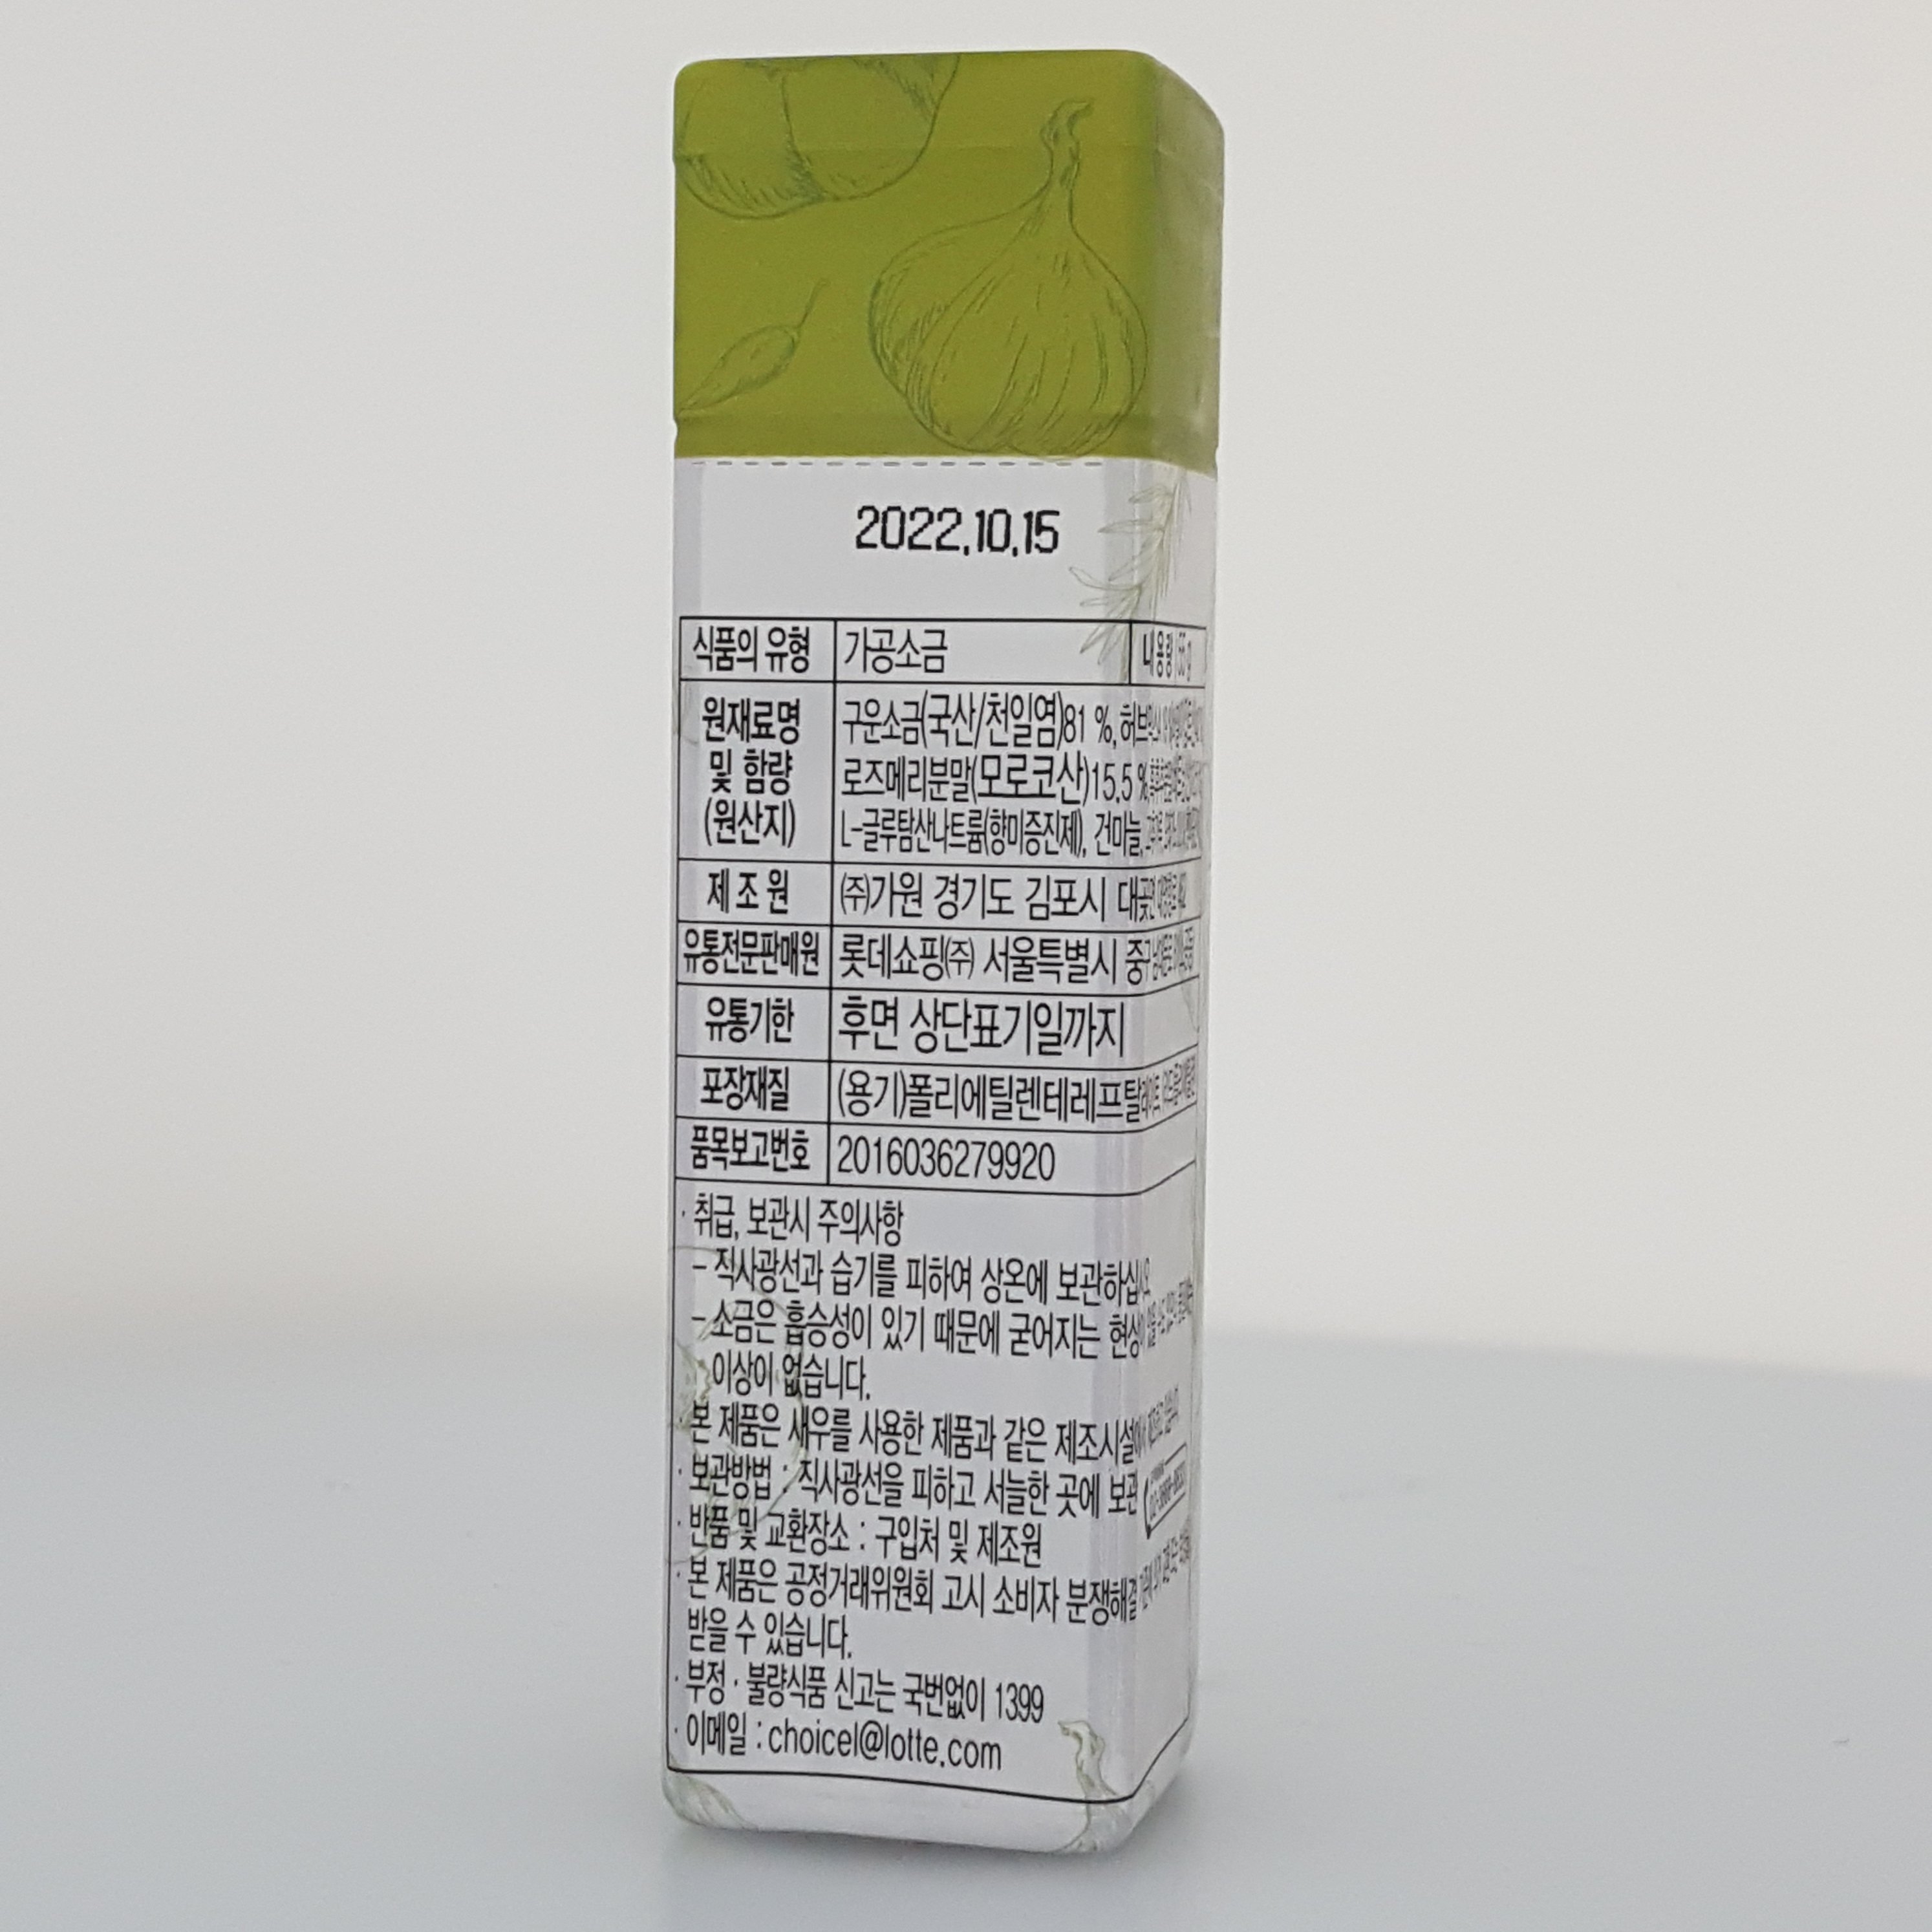 2022.10.15
식품의 유형 가공소금 내용량 55 g
원재료명 구운소금(국산/천일염)81 %, 허브
및 함량 로즈메리분말(모로코산)15.5 %,
(원산지) L-글루탐산나트륨(향미증진제), 건마늘,
제 조 원 ㈜가원 경기도 김포시 대곶면
유통전문판매원 롯데쇼핑㈜ 서울특별시 중구
유통기한 후면 상단표기일까지
포장재질 (용기)폴리에틸렌테레프탈레이트
품목보고번호 2016036279920
· 취급, 보관시 주의사항
- 직사광선과 습기를 피하여 상온에 보관하십시오.
- 소금은 흡습성이 있기 때문에 굳어지는 현상이
이상이 없습니다.
본 제품은 새우를 사용한 제품과 같은 제조시설에서
· 보관방법 : 직사광선을 피하고 서늘한 곳에 보관
· 반품 및 교환장소 : 구입처 및 제조원
· 본 제품은 공정거래위원회 고시 소비자 분쟁해결
받을 수 있습니다.
· 부정 · 불량식품 신고는 국번없이 1399
· 이메일 : choicel@lotte.com